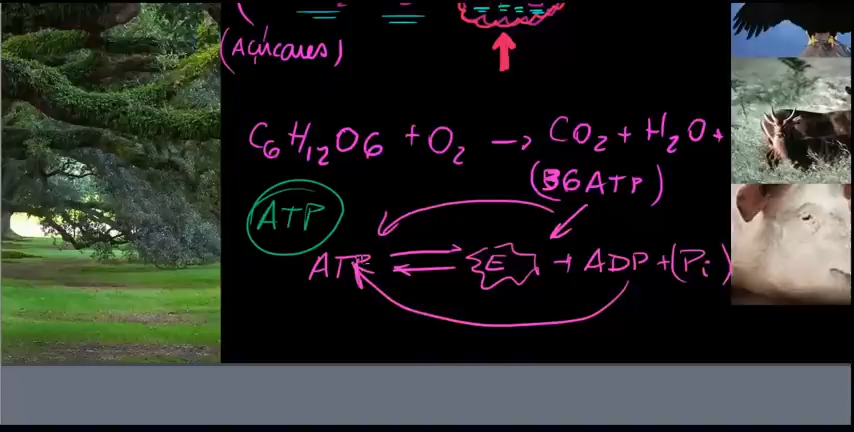 (Açúcares)
C6H12O6 + O2 → CO2 + H2O+
(36ATP)
ATP
ATP ⇌ E + ADP + (Pi)